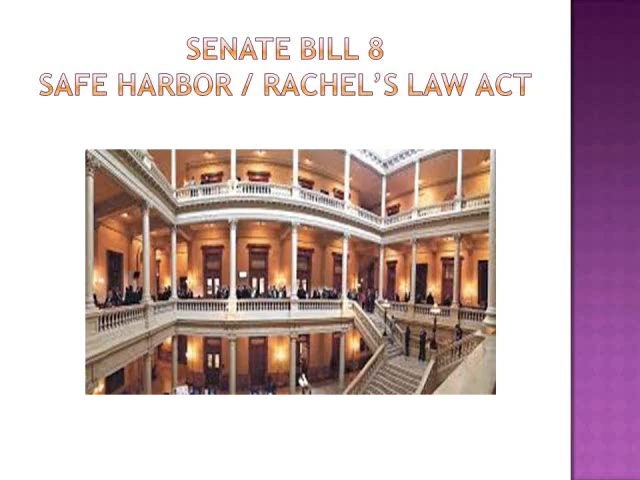 SENATE BILL 8
SAFE HARBOR / RACHEL’S LAW ACT